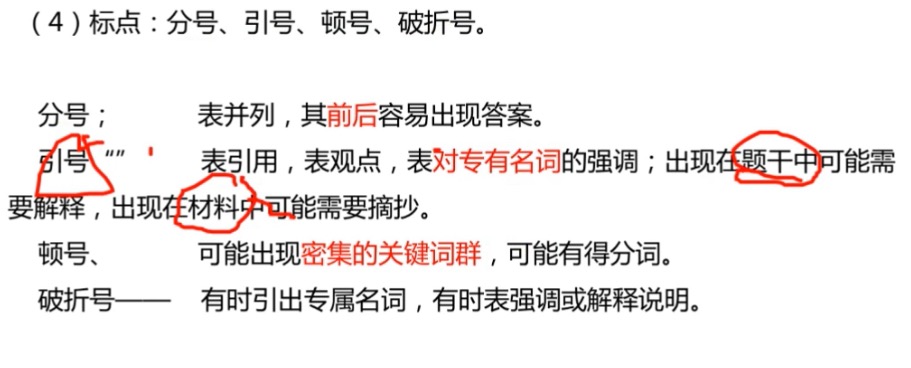 （4）标点：分号、引号、顿号、破折号。
分号； 表并列，其前后容易出现答案。
引号“” 表引用，表观点，表对专有名词的强调；出现在题干中可能需
要解释，出现在材料中可能需要摘抄。
顿号、 可能出现密集的关键词群，可能有得分词。
破折号—— 有时引出专属名词，有时表强调或解释说明。